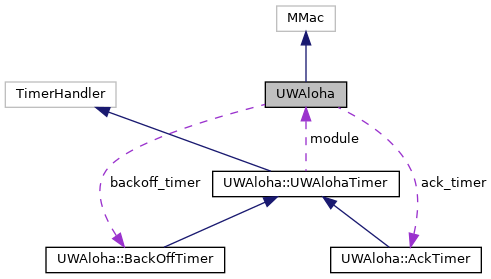 MMac
TimerHandler
UWAloha
module
backoff_timer
UWAloha::UWAlohaTimer
ack_timer
UWAloha::BackOffTimer
UWAloha::AckTimer